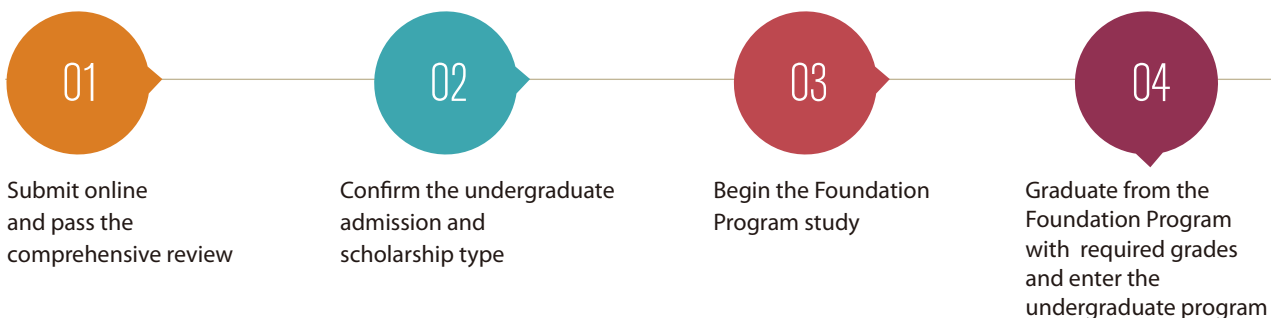 01
Submit online
and pass the
comprehensive review
02
Confirm the undergraduate
admission and
scholarship type
03
Begin the Foundation
Program study
04
Graduate from the
Foundation Program
with required grades
and enter the
undergraduate program